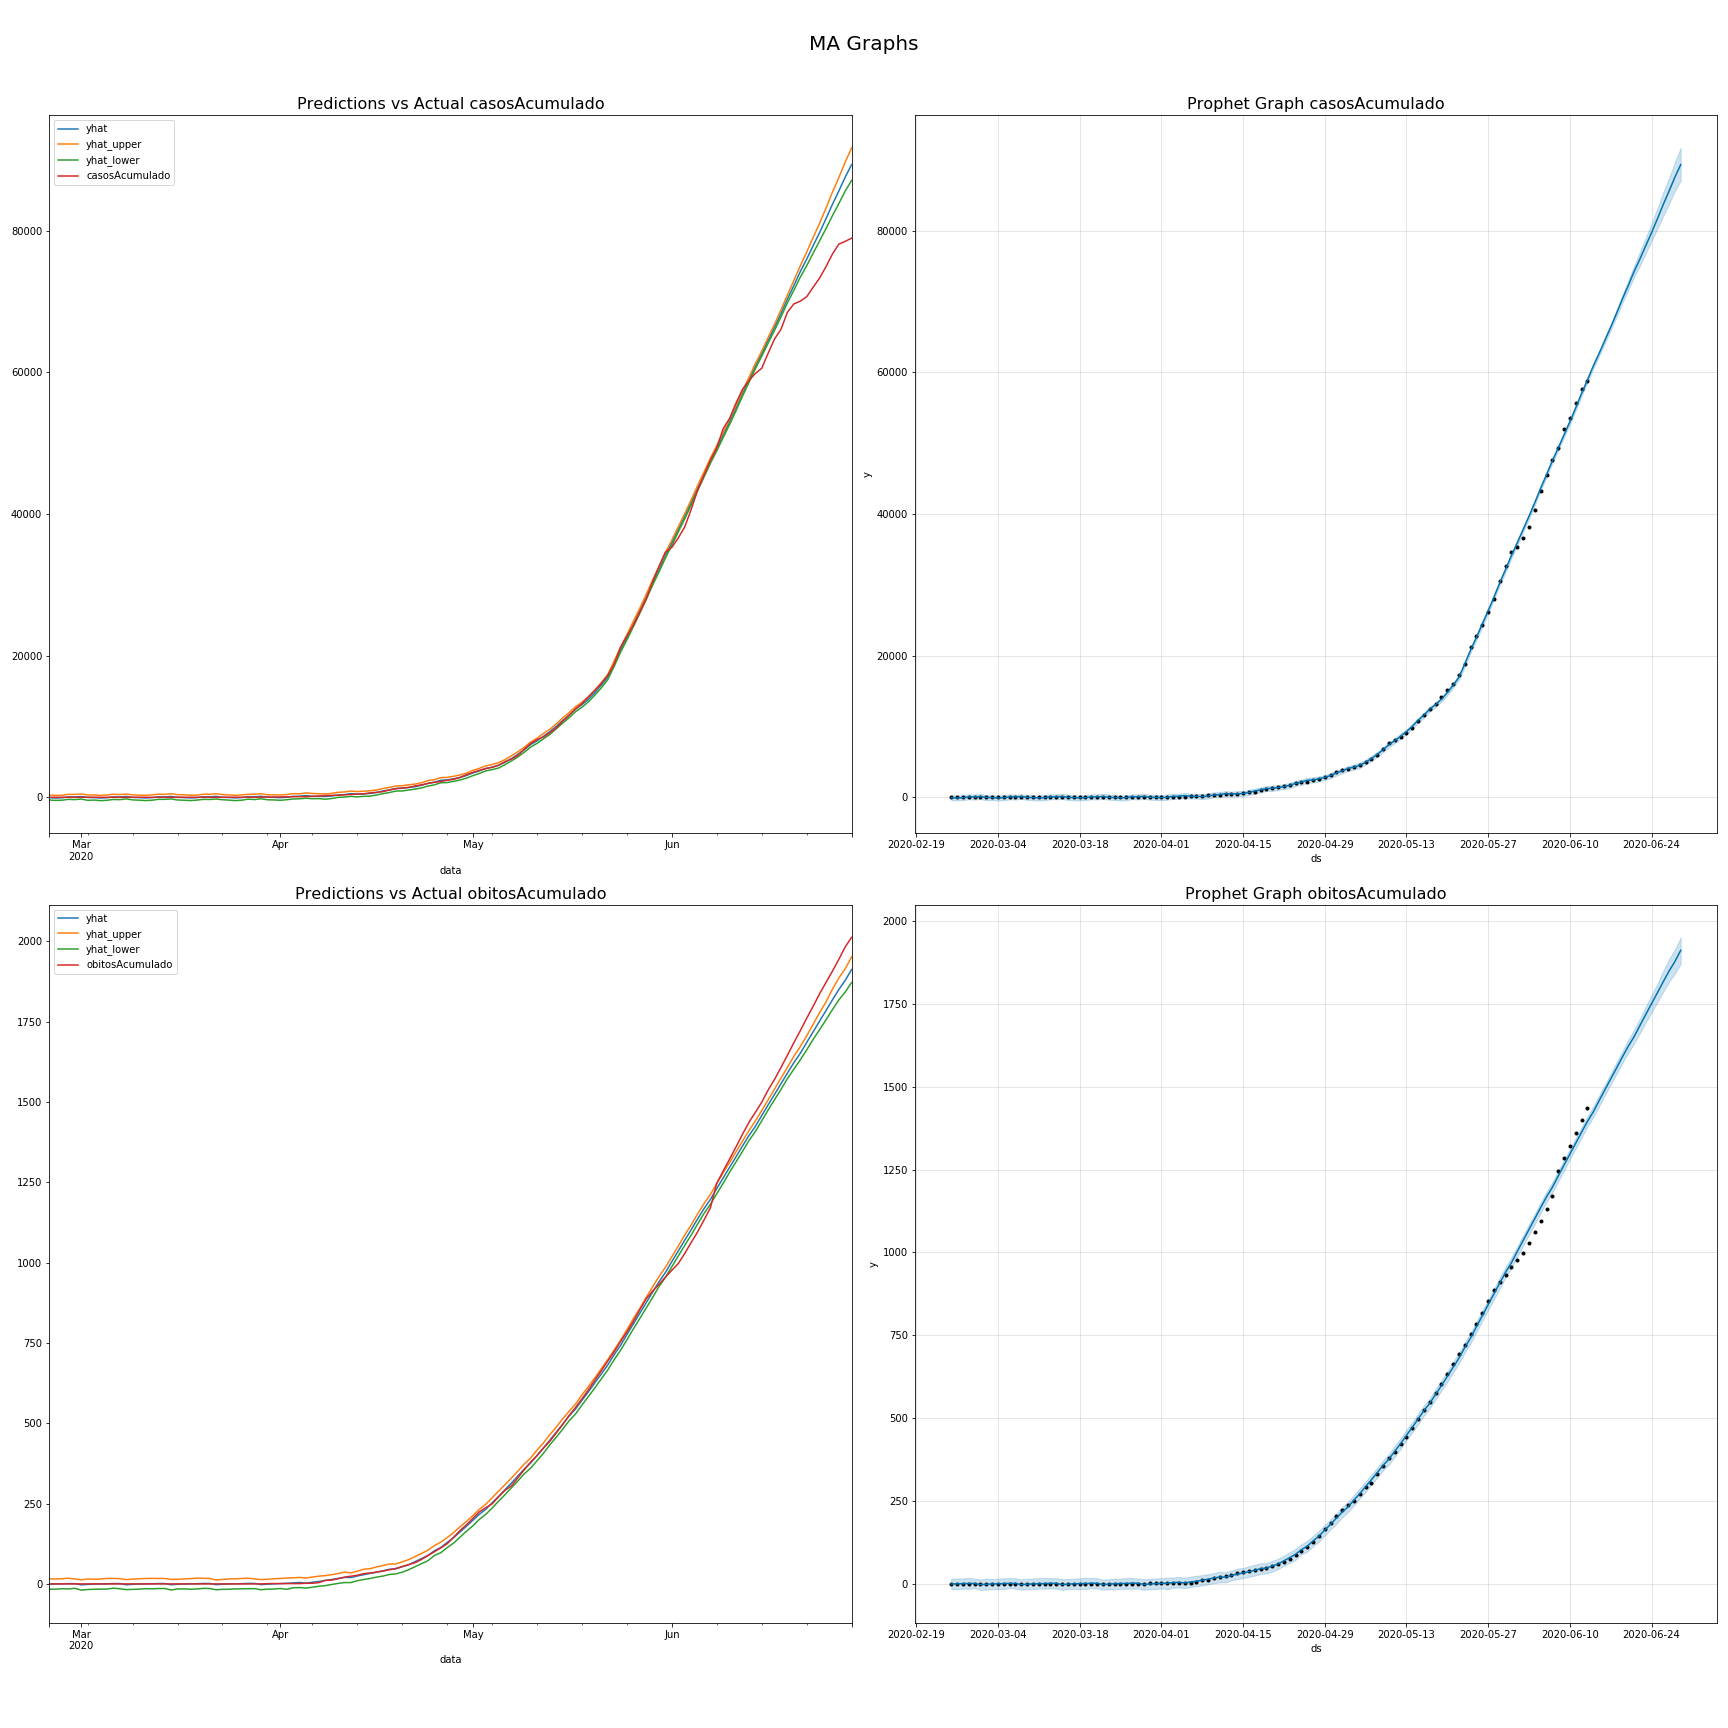 MA Graphs
Predictions vs Actual casosAcumulado
yhat
yhat_upper
yhat_lower
casosAcumulado
80000
60000
40000
20000
0
Mar
2020
Apr
May
Jun
data
Prophet Graph casosAcumulado
y
80000
60000
40000
20000
0
2020-02-19
2020-03-04
2020-03-18
2020-04-01
2020-04-15
2020-04-29
2020-05-13
2020-05-27
2020-06-10
2020-06-24
ds
Predictions vs Actual obitosAcumulado
yhat
yhat_upper
yhat_lower
obitosAcumulado
2000
1750
1500
1250
1000
750
500
250
0
Mar
2020
Apr
May
Jun
data
Prophet Graph obitosAcumulado
y
2000
1750
1500
1250
1000
750
500
250
0
2020-02-19
2020-03-04
2020-03-18
2020-04-01
2020-04-15
2020-04-29
2020-05-13
2020-05-27
2020-06-10
2020-06-24
ds